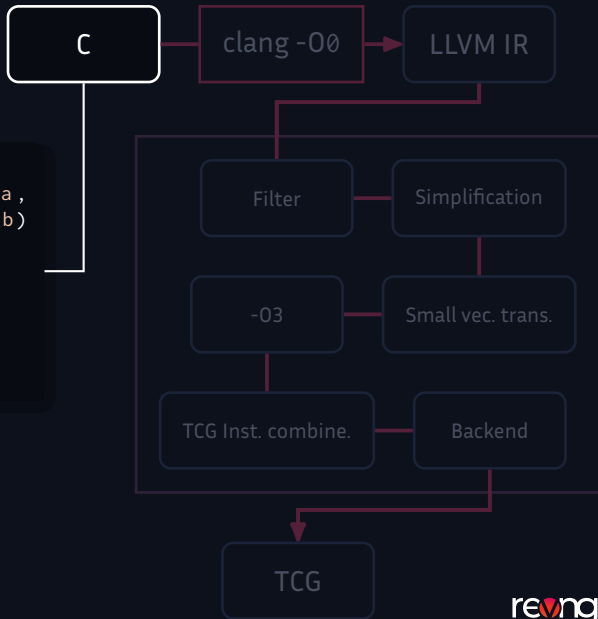 C
clang -O0
LLVM IR
a,
b)
Filter
Simplification
-O3
Small vec. trans.
TCG Inst. combine.
Backend
TCG
revng